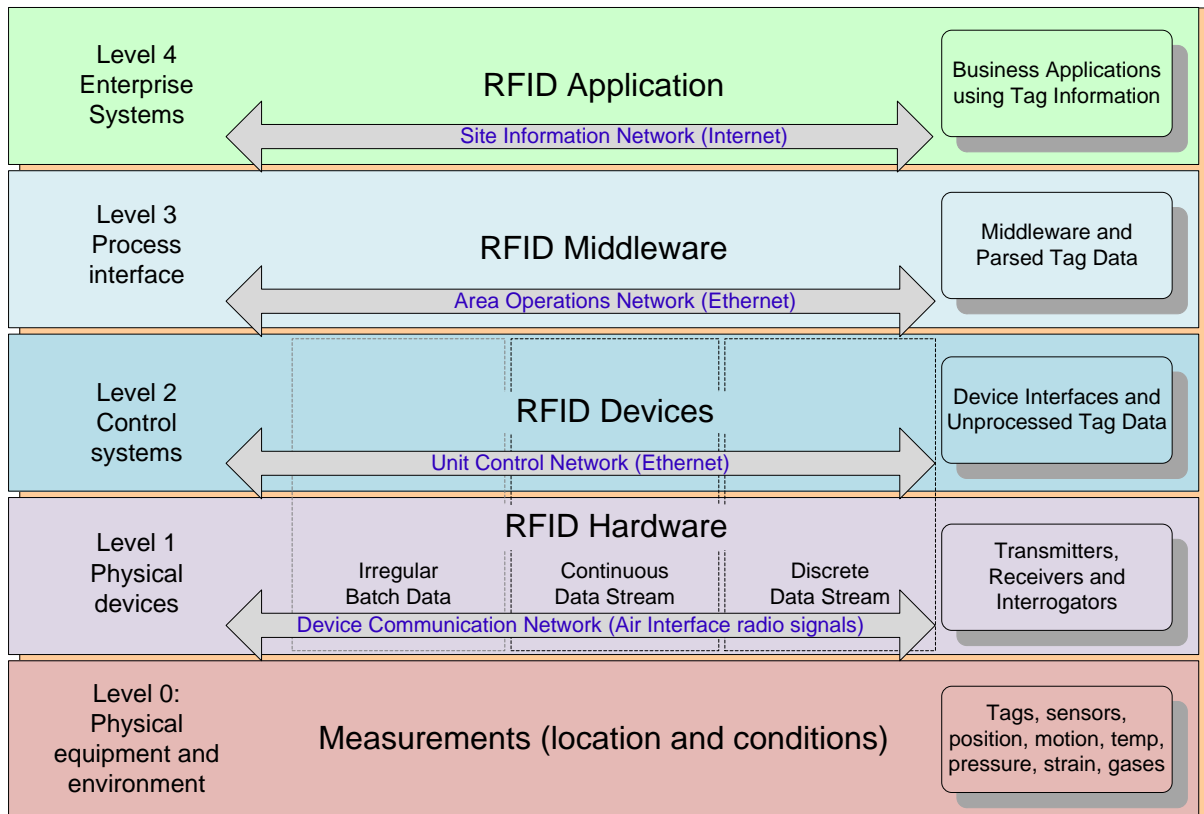 Level 4
Enterprise
Systems
RFID Application
Site Information Network (Internet)
Business Applications
using Tag Information
Level 3
Process
interface
RFID Middleware
Area Operations Network (Ethernet)
Middleware and
Parsed Tag Data
Level 2
Control
systems
RFID Devices
Unit Control Network (Ethernet)
Device Interfaces and
Unprocessed Tag Data
Level 1
Physical
devices
RFID Hardware
Irregular
Batch Data
Continuous
Data Stream
Discrete
Data Stream
Device Communication Network (Air Interface radio signals)
Transmitters,
Receivers and
Interrogators
Level 0:
Physical
equipment and
environment
Measurements (location and conditions)
Tags, sensors,
position, motion, temp,
pressure, strain, gases